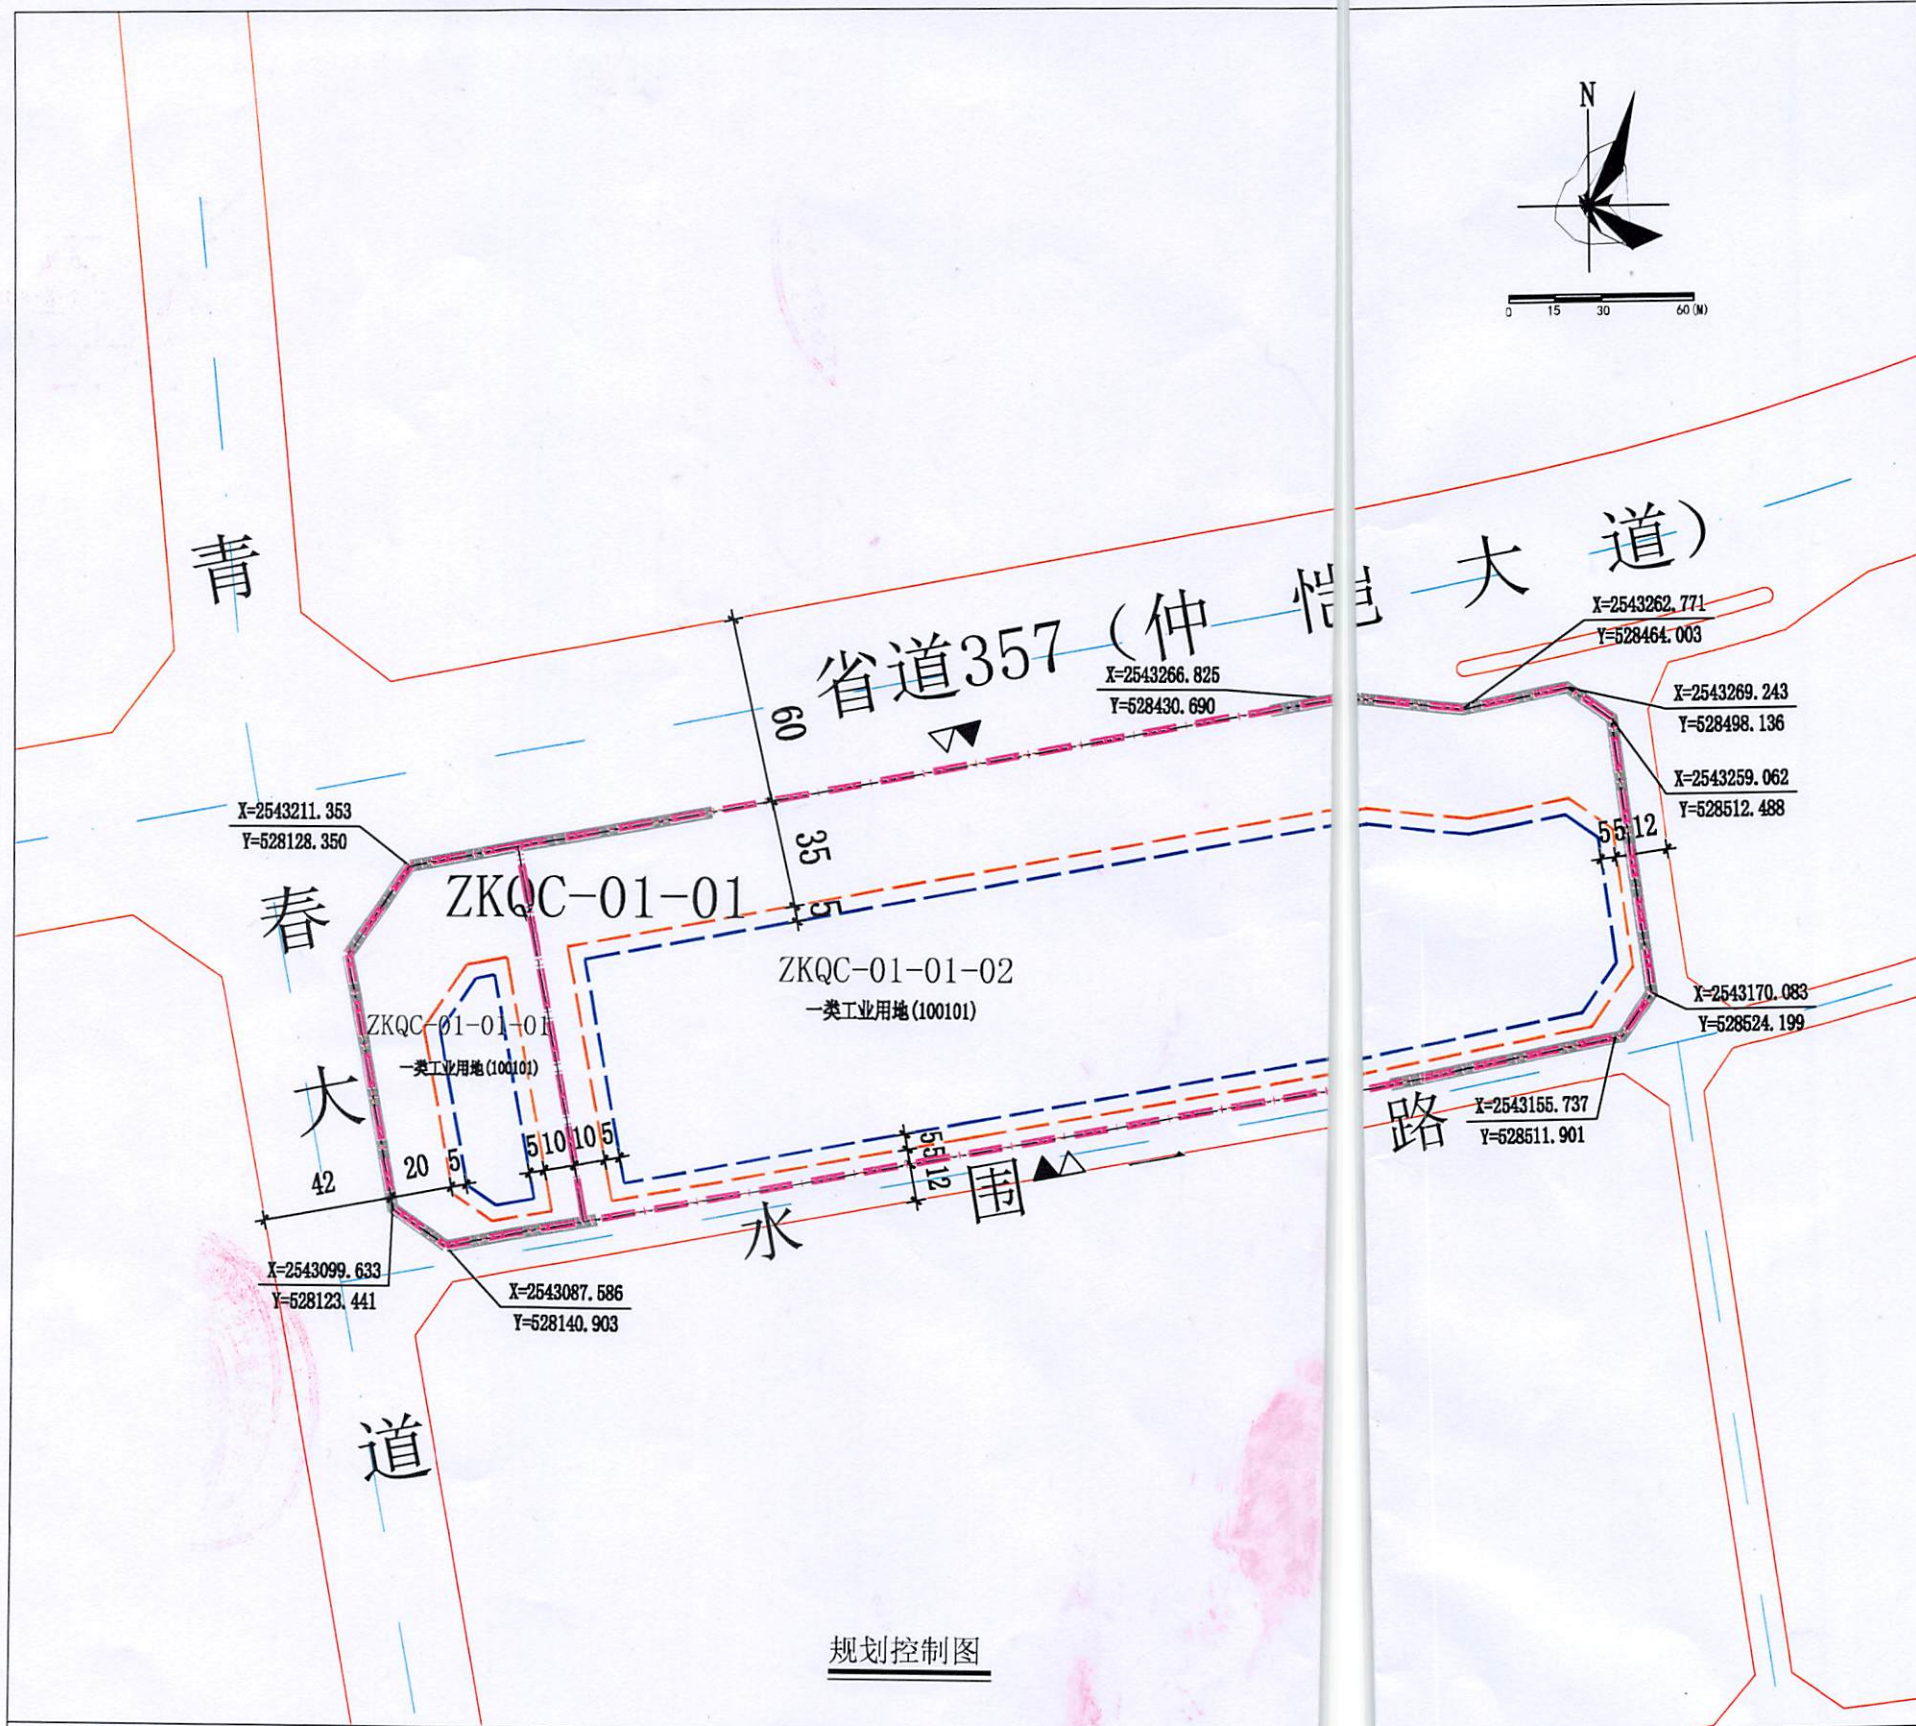 N
0 15 30 60(M)
青春大道
省道357(仲恺大道)
X=2543262.771
Y=528464.003
X=2543266.825
Y=528430.690
X=2543269.243
Y=528498.136
X=2543259.062
Y=528512.488
X=2543211.353
Y=528128.350
60
35
5
5 5 12
ZKQC-01-01
ZKQC-01-01-02
一类工业用地(100101)
ZKQC-01-01-01
一类工业用地(100101)
X=2543170.083
Y=528524.199
X=2543155.737
Y=528511.901
42 20 5 5 10 10 5
5 5 12
水围路
X=2543099.633
Y=528123.441
X=2543087.586
Y=528140.903
规划控制图